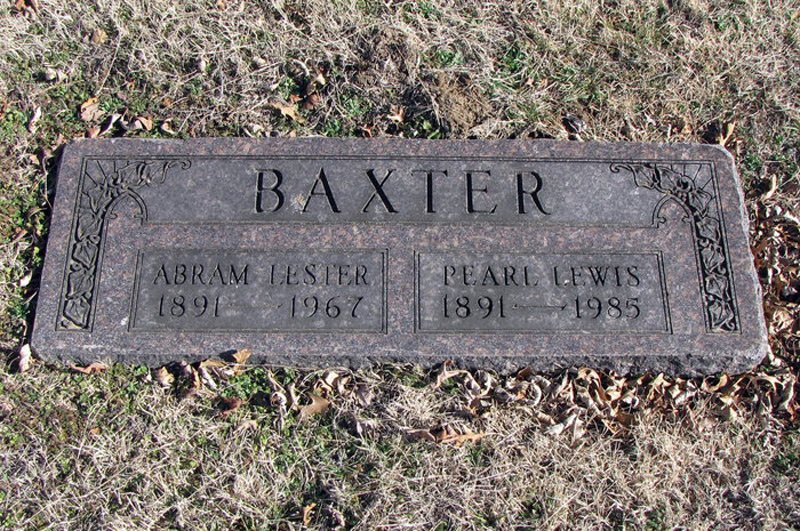 BAXTER
ABRAM LESTER
1891 — 1967
PEARL LEWIS
1891 — 1985